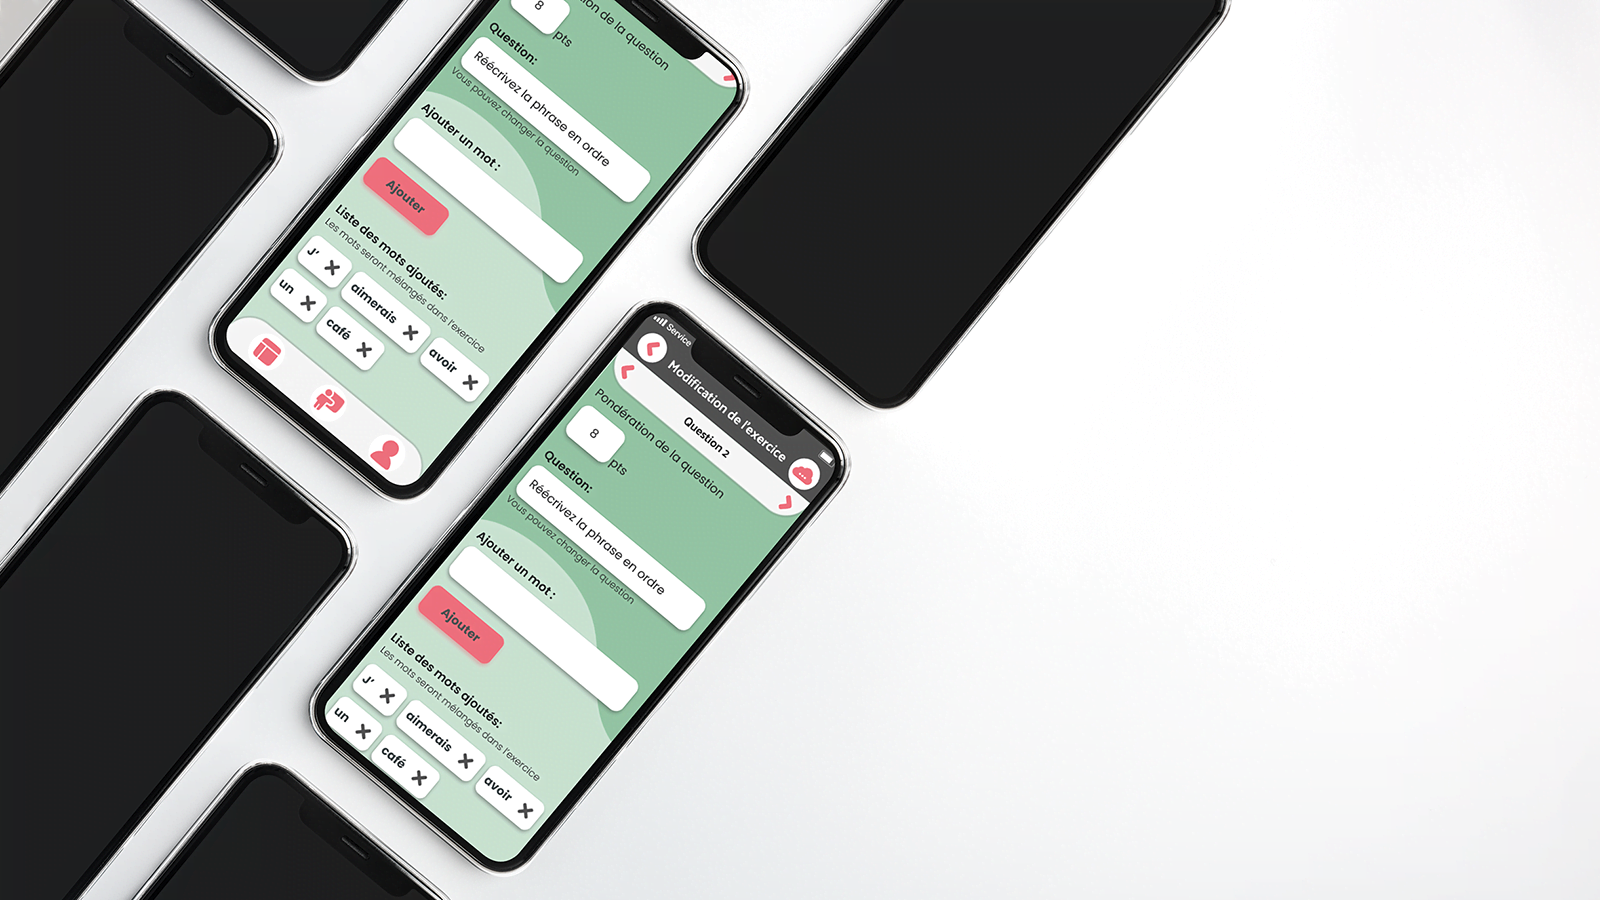 8
pts
ion de la question
Question:
Réécrivez la phrase en ordre
Vous pouvez changer la question
Ajouter un mot :
Ajouter
Liste des mots ajoutés:
Les mots seront mélangés dans l'exercice
J'
aimerais
avoir
un
café
Service
Modification de l'exercice
Question 2
Pondération de la question
8
pts
Question:
Réécrivez la phrase en ordre
Vous pouvez changer la question
Ajouter un mot :
Ajouter
Liste des mots ajoutés:
Les mots seront mélangés dans l'exercice
J'
aimerais
avoir
un
café